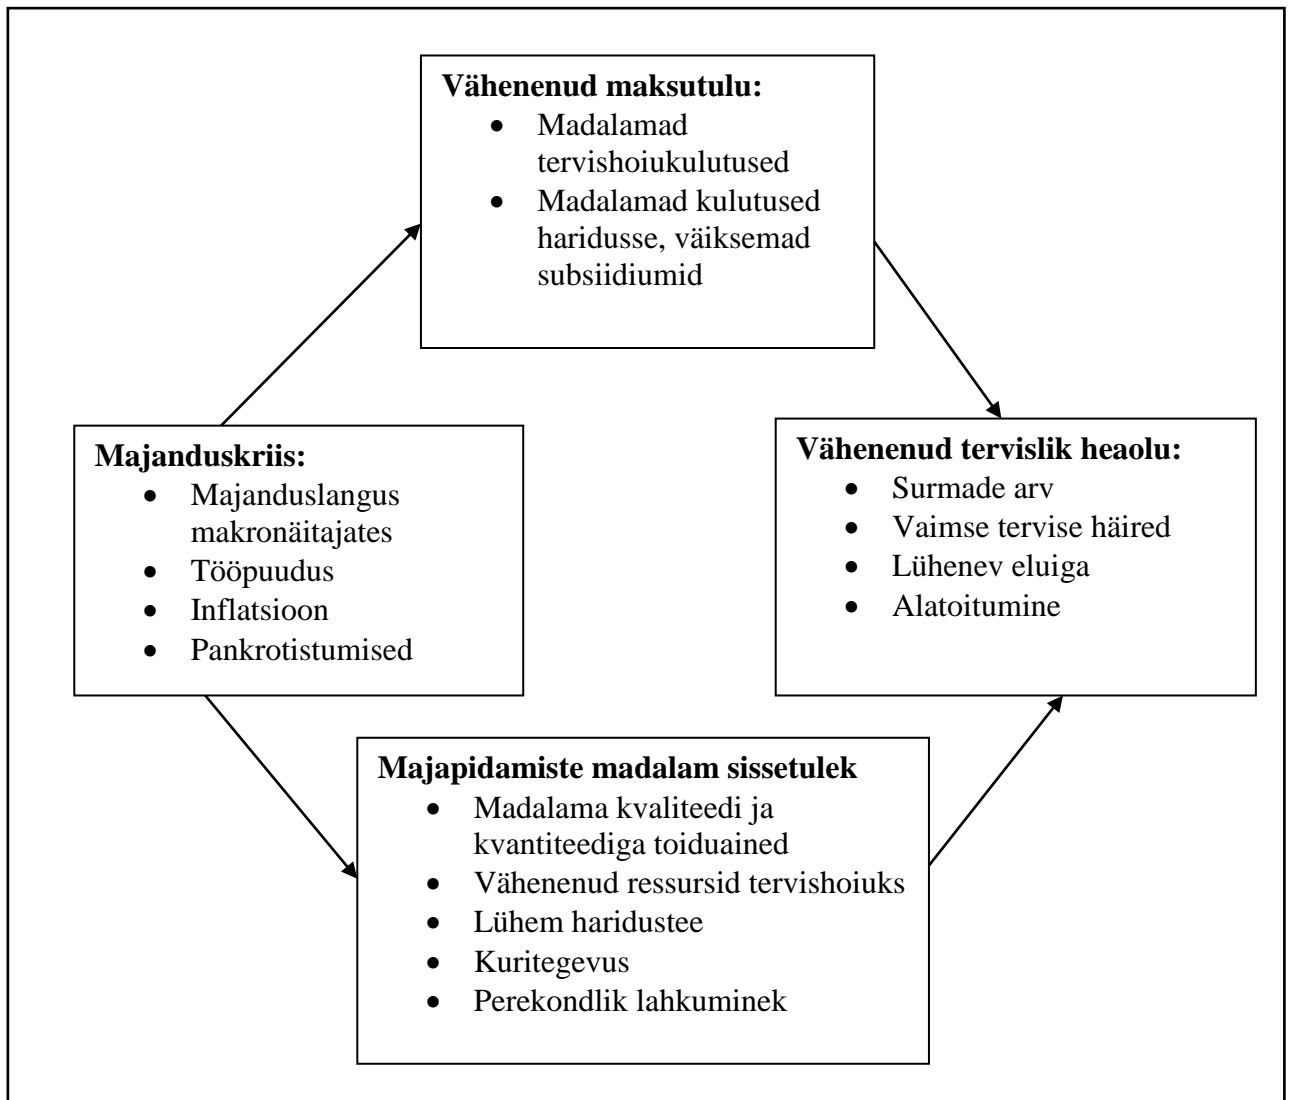 Vähenenud maksutulu:
• Madalamad
tervishoiukulutused
• Madalamad kulutused
haridusse, väiksemad
subsiidiumid
Majanduskriis:
• Majanduslangus
makronäitajates
• Tööpuudus
• Inflatsioon
• Pankrotistumised
Vähenenud tervislik heaolu:
• Surmade arv
• Vaimse tervise häired
• Lühenev eluiga
• Alatoitumine
Majapidamiste madalam sissetulek
• Madalama kvaliteedi ja
kvantiteediga toiduained
• Vähenenud ressursid tervishoiuks
• Lühem haridustee
• Kuritegevus
• Perekondlik lahkuminek